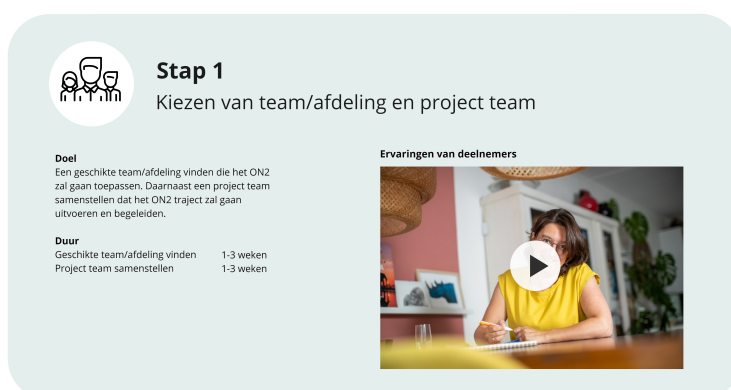 Stap 1
Kiezen van team/afdeling en project team
Doel
Een geschikte team/afdeling vinden die het ON2
zal gaan toepassen. Daarnaast een project team
samenstellen dat het ON2 traject zal gaan
uitvoeren en begeleiden.
Duur
Geschikte team/afdeling vinden 1-3 weken
Project team samenstellen 1-3 weken
Ervaringen van deelnemers